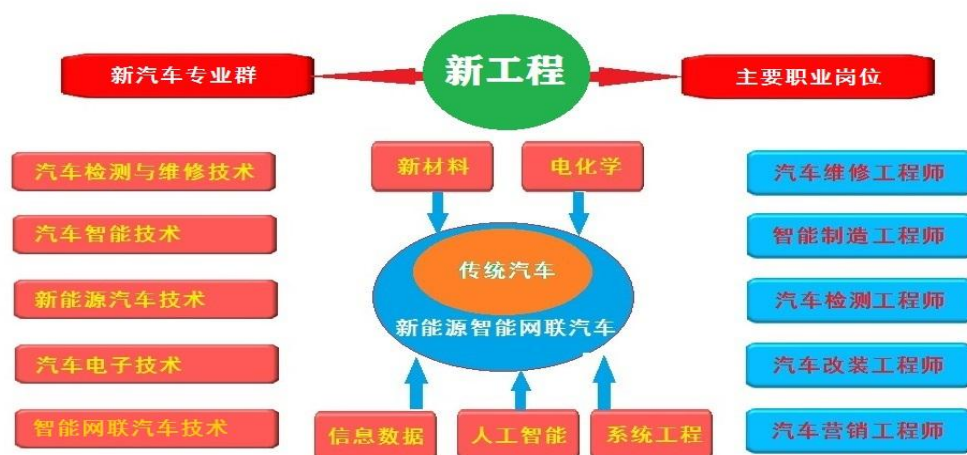 新工程
新汽车专业群
主要职业岗位
汽车检测与维修技术
汽车智能技术
新能源汽车技术
汽车电子技术
智能网联汽车技术
新材料
电化学
传统汽车
新能源智能网联汽车
信息数据
人工智能
系统工程
汽车维修工程师
智能制造工程师
汽车检测工程师
汽车改装工程师
汽车营销工程师